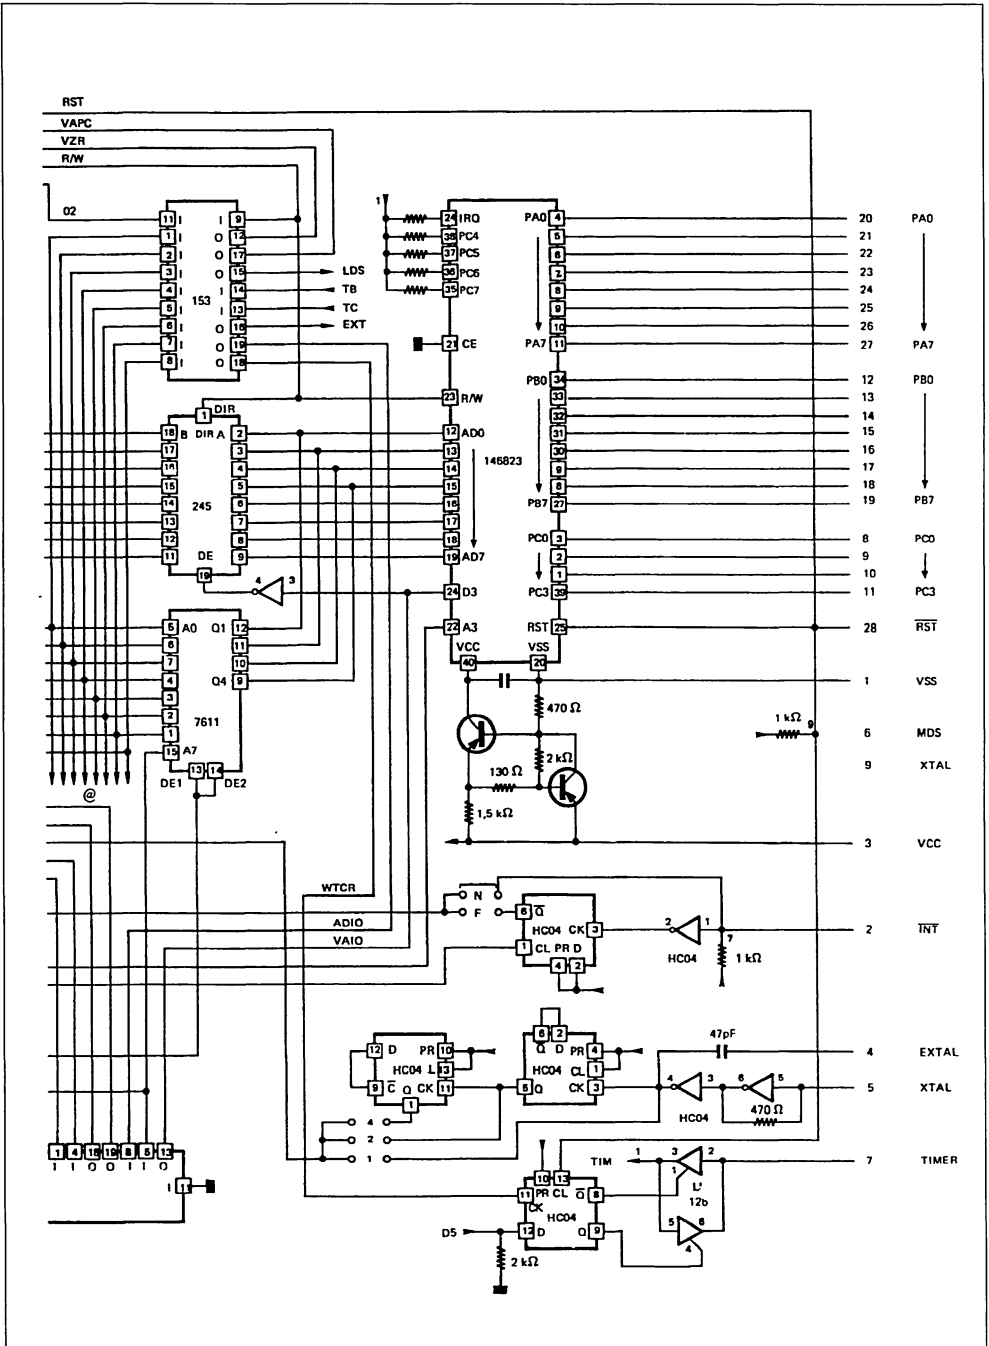 RST
VAPC
VZR
R/W
02
11 I I 9
1 I O 12
2 I O 17
3 I O 15 LDS
4 I I 14 TB
5 I 153 I 13 TC
6 I O 16 EXT
7 I O 19
8 I O 18
1
24 IRQ
38 PC4
37 PC5
36 PC6
35 PC7
21 CE
23 R/W
12 AD0
13
14 146823
15
16
17
18
19 AD7
24 D3
22 A3
VCC VSS
40 20
PA0 4 20 PA0
5 21
6 22
7 23
8 24
9 25
10 26
PA7 11 27 PA7
PB0 34 12 PB0
33 13
32 14
31 15
30 16
9 17
8 18
PB7 27 19 PB7
PC0 3 8 PC0
2 9
1 10
PC3 39 11 PC3
RST 25 28 R̅S̅T̅
1 DIR
18 B DIR A 2
17 3
16 4
15 5
14 245 6
13 7
12 8
11 DE 9
19
4 3
5 A0 Q1 12
6 11
7 10
4 Q4 9
3
2 7611
1
15 A7
DE1 13 14 DE2
@
1 VSS
470 Ω
2 kΩ
130 Ω
1,5 kΩ
1 kΩ 9
6 MDS
9 XTAL
3 VCC
WTCR
ADIO
VAIO
N
F
6 Q̅
HC04 CK 3
1 CL PR D
4 2
2 1
HC04
7
1 kΩ
2 I̅N̅T̅
12 D PR 10
HC04 L 13
9 C̅ Q CK 11
1
6 2
Q̅ D PR 4
HC04 CL 1
5 Q CK 3
47pF
4 EXTAL
4 3 6 5
HC04
470 Ω
5 XTAL
4
2
1
TIM 1 3 2
1
L'
12b
7 TIMER
10 13
11 PR CL Q̅ 8
CK
HC04
D5 12 D Q 9
2 kΩ
5 6
4
1 4 18 19 8 5 13
I I O O I I O
I 11